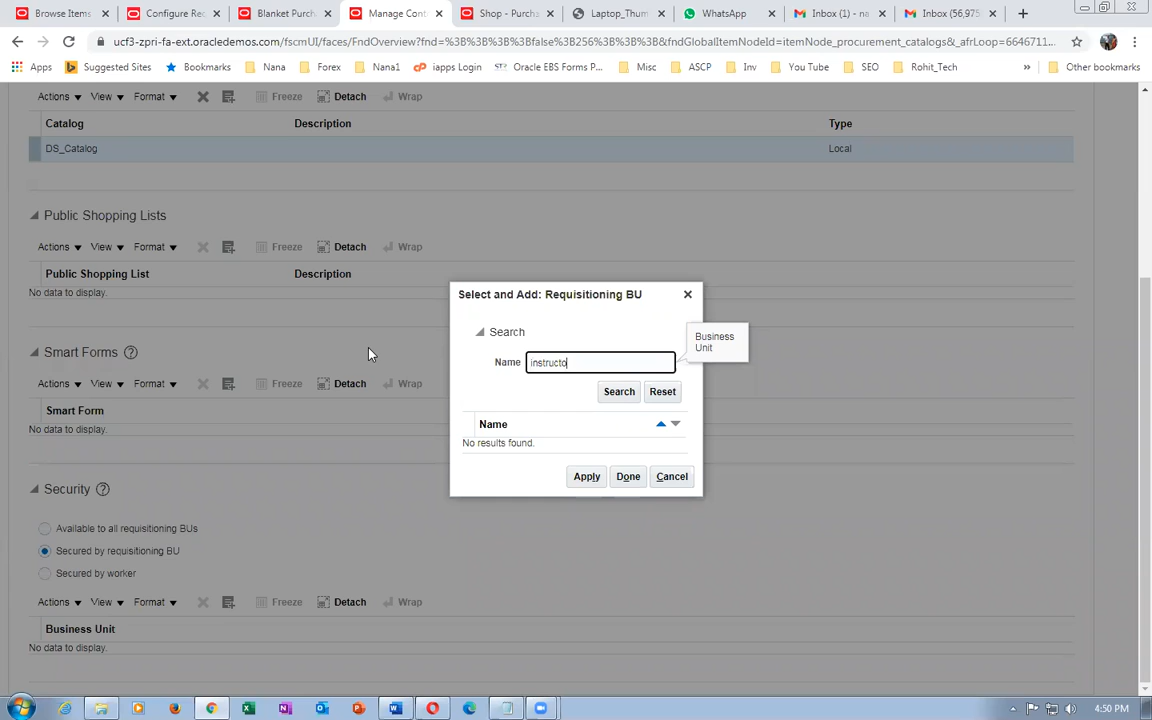 Browse Items
Configure Rec
Blanket Purch
Manage Cont
Shop - Purcha
Laptop_Thum
WhatsApp
Inbox (1) - na
Inbox (56,975
ucf3-zpri-fa-ext.oracledemos.com/fscmUI/faces/FndOverview?fnd=%3B%3B%3B%3Bfalse%3B256%3B%3B%3B&fndGlobalItemNodeId=itemNode_procurement_catalogs&_afrLoop=6646711...
Apps
Suggested Sites
Bookmarks
Nana
Forex
Nana1
iapps Login
Oracle EBS Forms P...
Misc
ASCP
Inv
You Tube
SEO
Rohit_Tech
»
Other bookmarks
Actions View Format Freeze Detach Wrap
Catalog Description Type
DS_Catalog Local
Public Shopping Lists
Actions View Format Freeze Detach Wrap
Public Shopping List Description
No data to display.
Smart Forms
Actions View Format Freeze Detach
Smart Form
No data to display.
Select and Add: Requisitioning BU
Search
Name instructo
Business
Unit
Search Reset
Name
No results found.
Apply Done Cancel
Security
Available to all requisitioning BUs
Secured by requisitioning BU
Secured by worker
Actions View Format Freeze Detach Wrap
Business Unit
No data to display.
4:50 PM